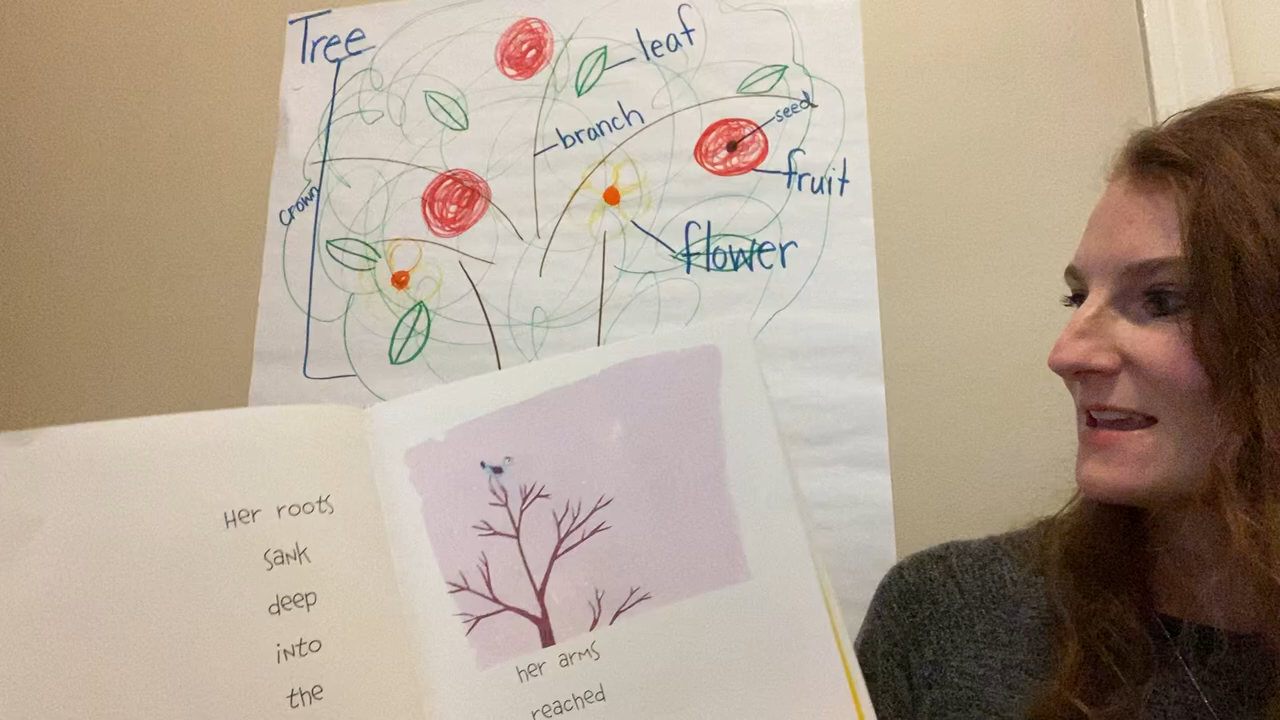 Tree
leaf
branch
seed
fruit
crown
flower
Her roots
sank
deep
into
the
her arms
reached